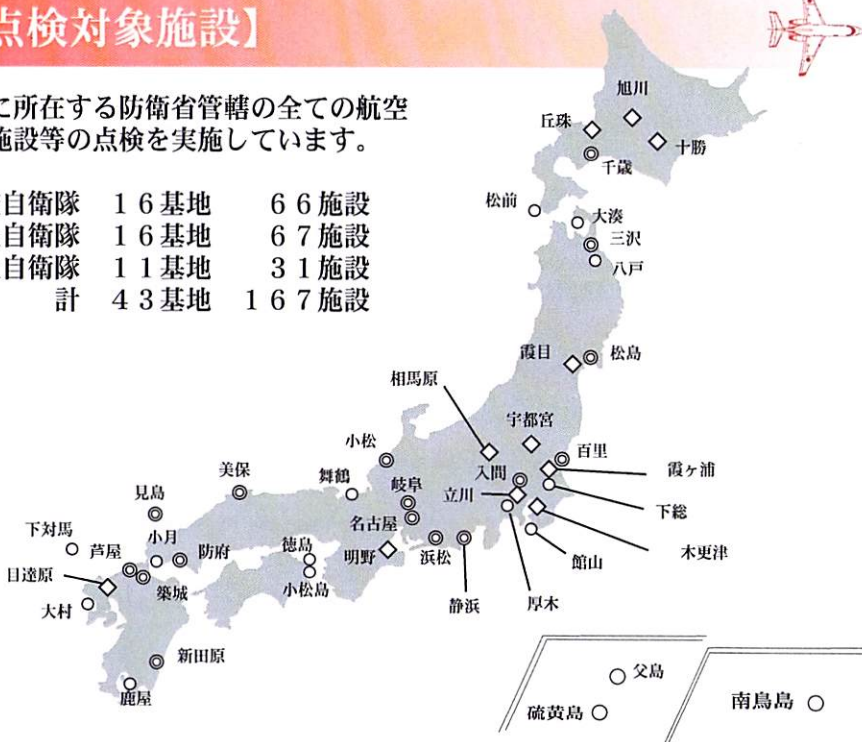 点検対象施設】
に所在する防衛省管轄の全ての航空
施設等の点検を実施しています。
自衛隊 １６基地 ６６施設
自衛隊 １６基地 ６７施設
自衛隊 １１基地 ３１施設
計 ４３基地 １６７施設
旭川
丘珠
十勝
千歳
松前
大湊
三沢
八戸
霞目
松島
相馬原
宇都宮
小松
百里
入間
霞ヶ浦
美保
舞鶴
岐阜
立川
見島
下総
名古屋
下対馬
小月
芦屋
防府
徳島
明野
浜松
館山
木更津
目達原
築城
小松島
大村
静浜
厚木
新田原
鹿屋
父島
硫黄島
南鳥島